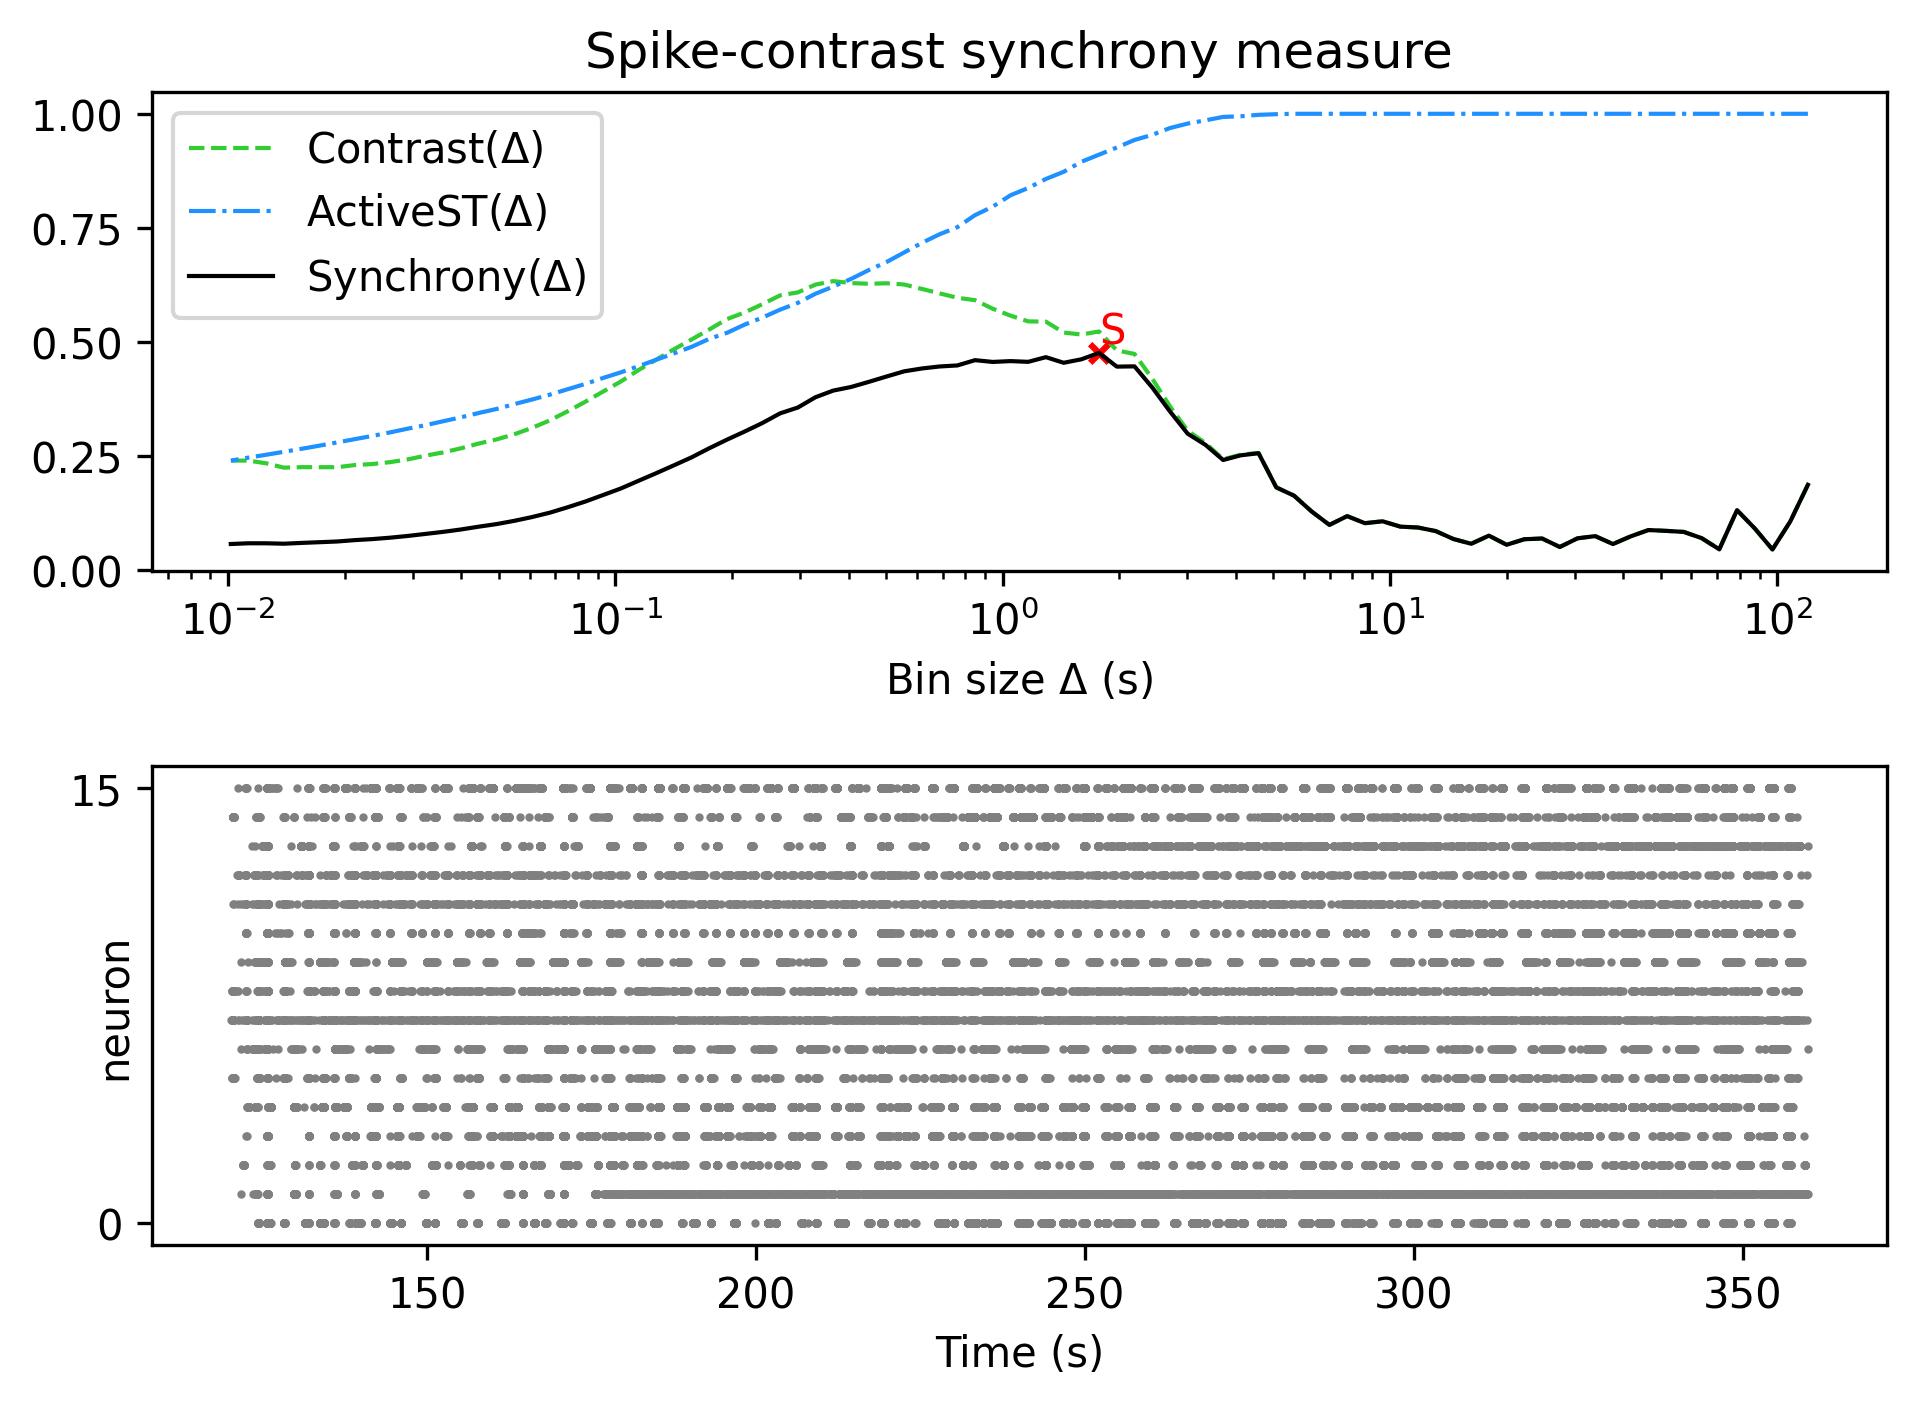 Spike-contrast synchrony measure
1.00
0.75
0.50
0.25
0.00
Contrast(Δ)
ActiveST(Δ)
Synchrony(Δ)
S
10⁻² 10⁻¹ 10⁰ 10¹ 10²
Bin size Δ (s)
15
0
neuron
150 200 250 300 350
Time (s)